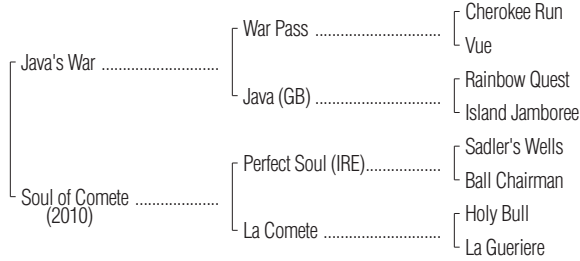 Cherokee Run
War Pass ..............................
Vue
Java's War ............................
Rainbow Quest
Java (GB) ..............................
Island Jamboree
Sadler's Wells
Perfect Soul (IRE)..................
Ball Chairman
Soul of Comete ....................
(2010)
Holy Bull
La Comete ............................
La Gueriere